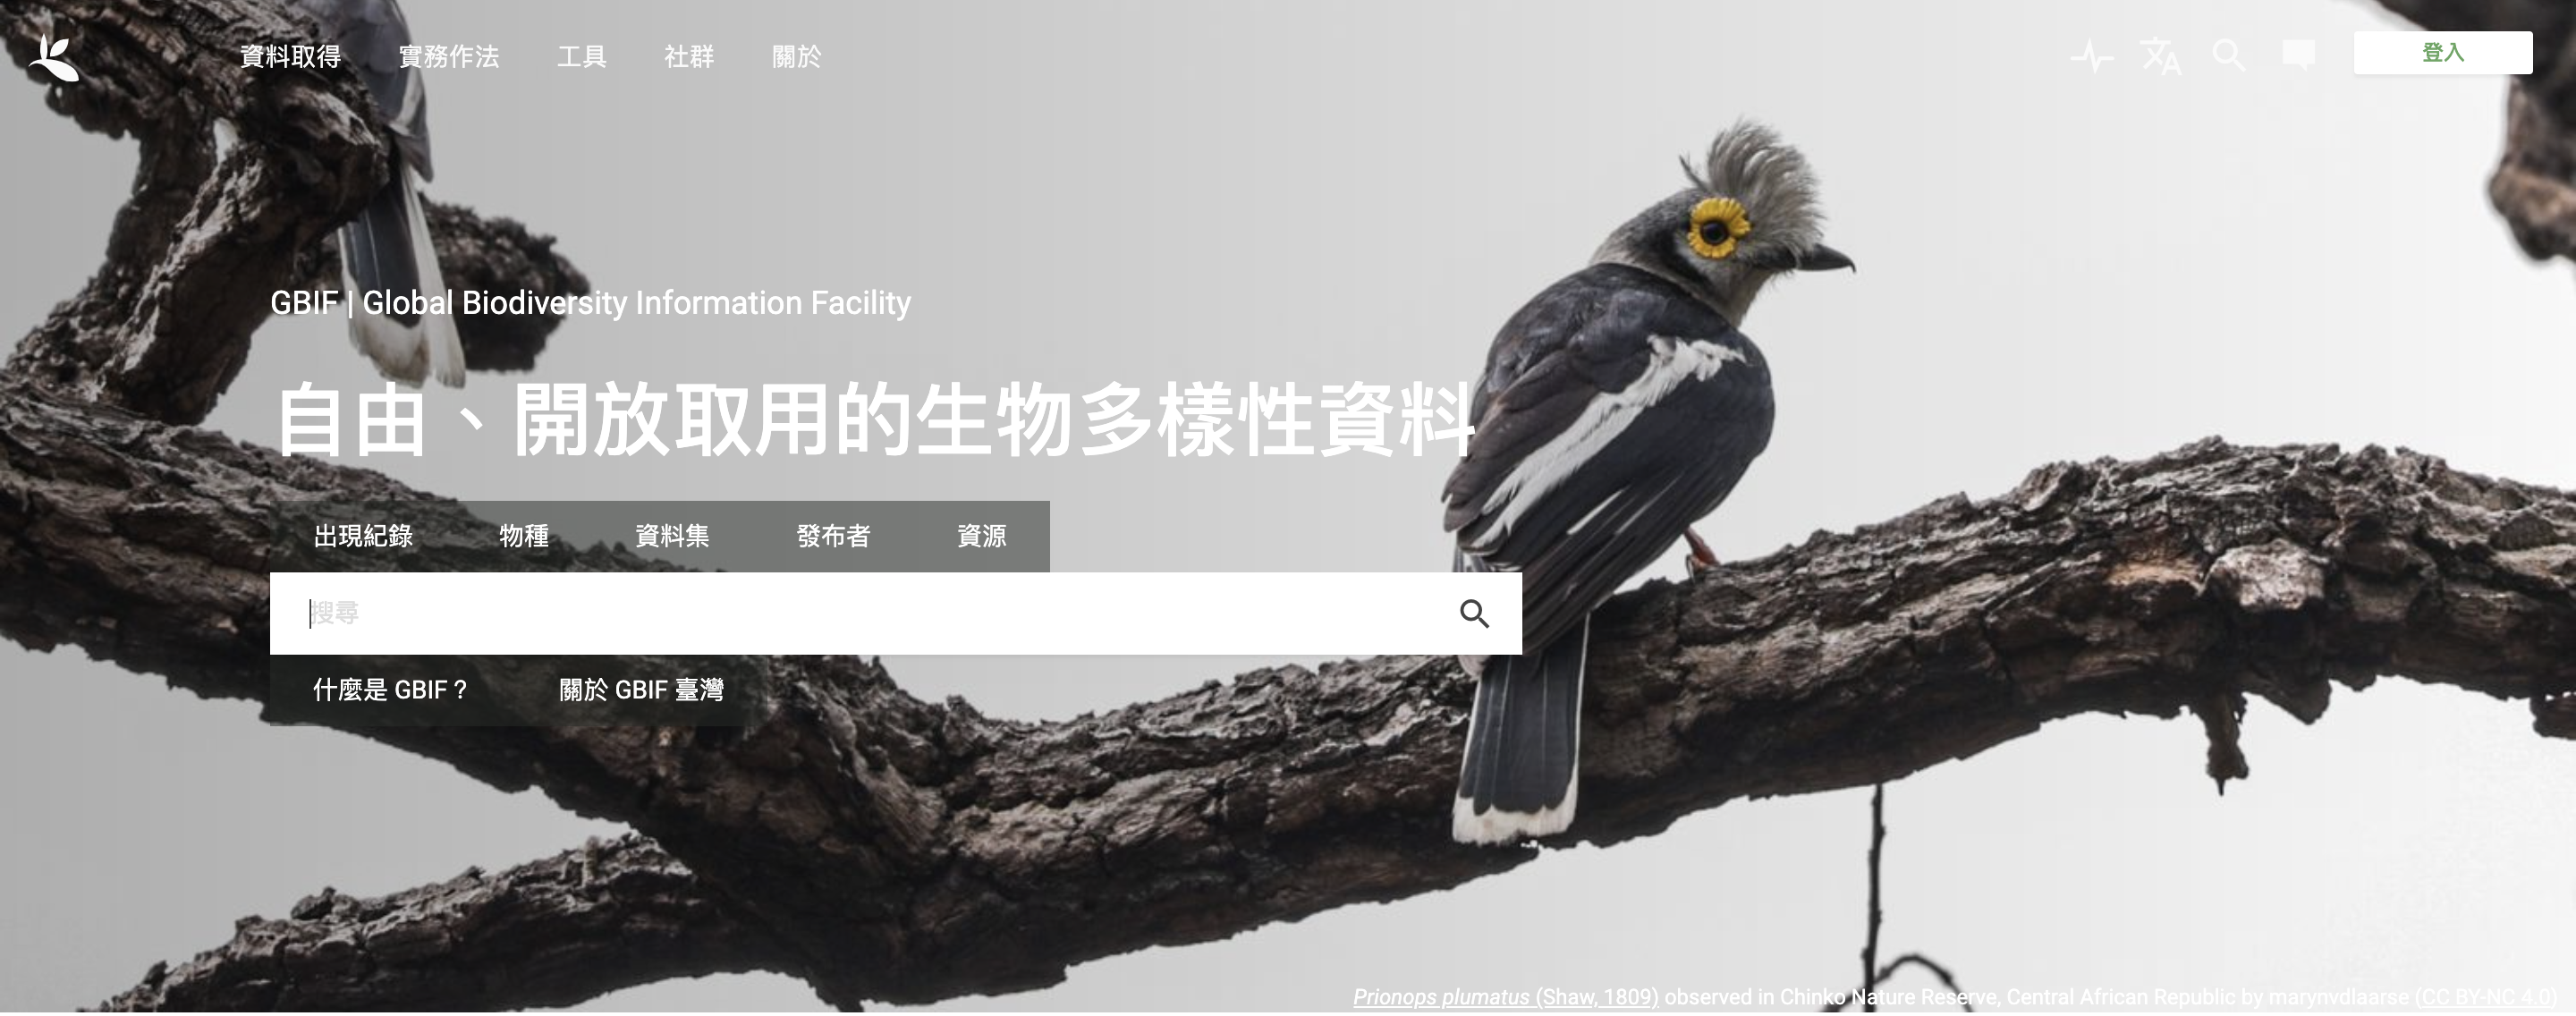 資料取得 實務作法 工具 社群 關於 登入
GBIF | Global Biodiversity Information Facility
自由、開放取用的生物多樣性資料
出現紀錄 物種 資料集 發布者 資源
搜尋
什麼是 GBIF？ 關於 GBIF 臺灣
Prionops plumatus (Shaw, 1809) observed in Chinko Nature Reserve, Central African Republic by marynvdlaarse (CC BY-NC 4.0)